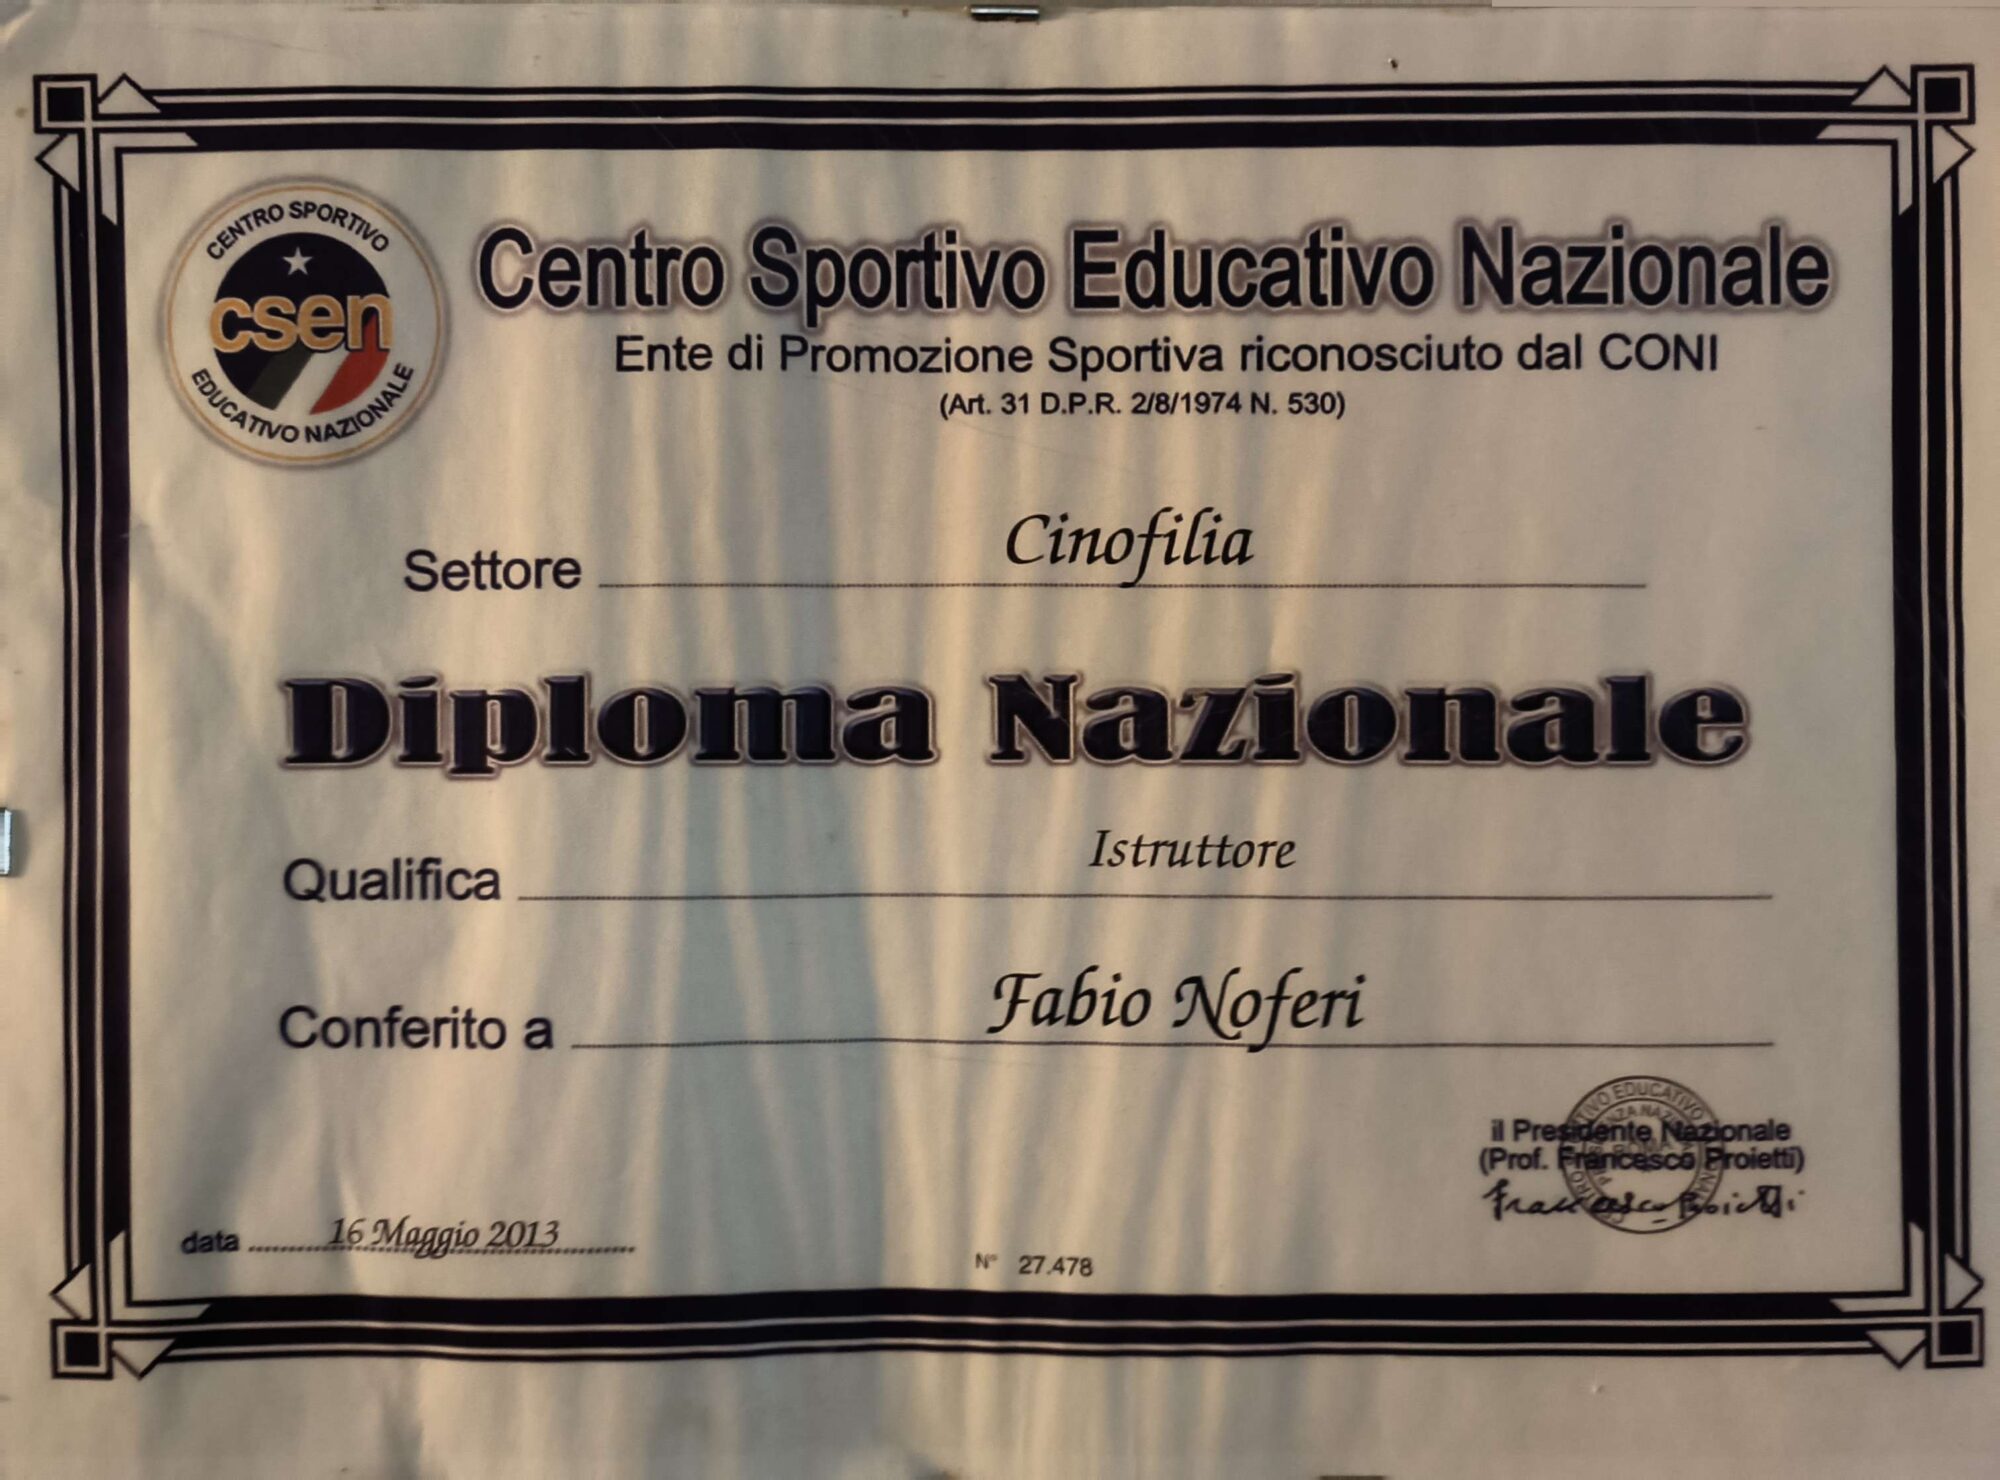 CENTRO SPORTIVO
csen
EDUCATIVO NAZIONALE
Centro Sportivo Educativo Nazionale
Ente di Promozione Sportiva riconosciuto dal CONI
(Art. 31 D.P.R. 2/8/1974 N. 530)
Settore Cinofilia
Diploma Nazionale
Qualifica Istruttore
Conferito a Fabio Noferi
il Presidente Nazionale
(Prof. Francesco Proietti)
Francesco Proietti
data 16 Maggio 2013
N° 27.478